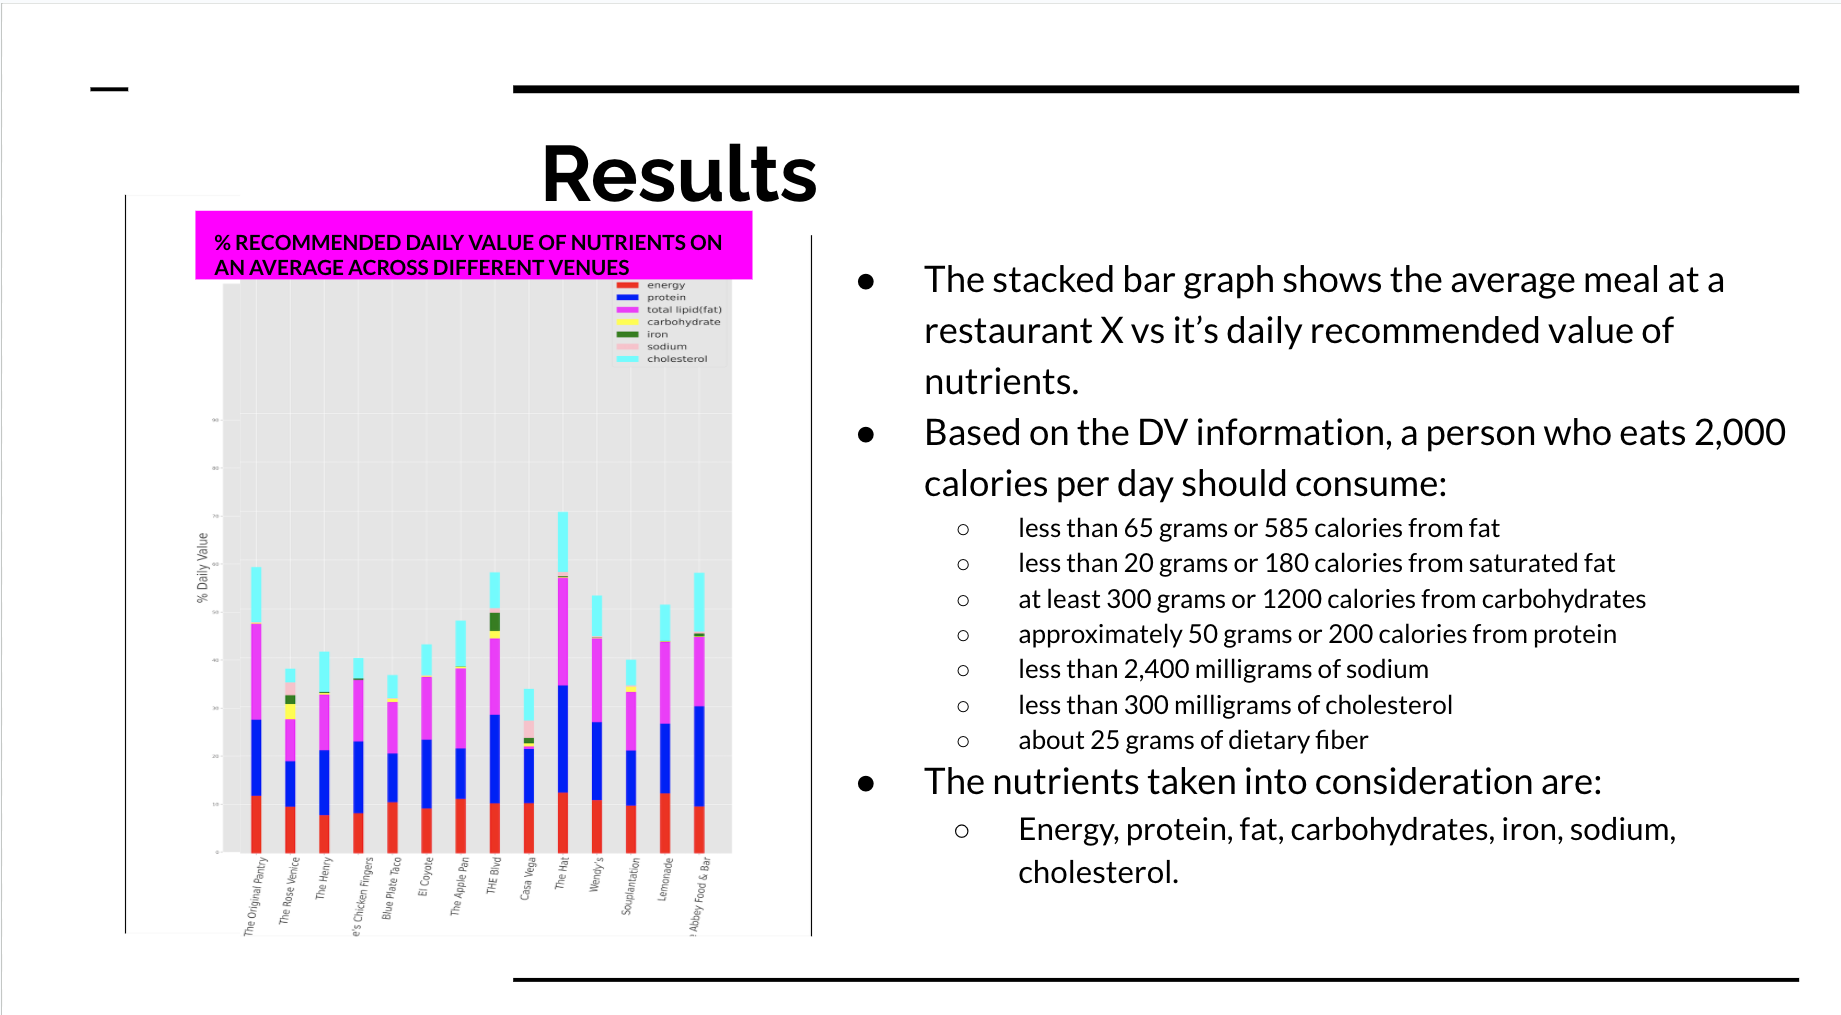 Results
% RECOMMENDED DAILY VALUE OF NUTRIENTS ON
AN AVERAGE ACROSS DIFFERENT VENUES
energy
protein
total lipid(fat)
carbohydrate
iron
sodium
cholesterol
% Daily Value
90
80
70
60
50
40
30
20
10
0
The Original Pantry
The Rose Venice
The Henry
e's Chicken Fingers
Blue Plate Taco
El Coyote
The Apple Pan
THE Blvd
Casa Vega
The Hat
Wendy's
Souplantation
Lemonade
Abbey Food & Bar
● The stacked bar graph shows the average meal at a
restaurant X vs it’s daily recommended value of
nutrients.
● Based on the DV information, a person who eats 2,000
calories per day should consume:
○ less than 65 grams or 585 calories from fat
○ less than 20 grams or 180 calories from saturated fat
○ at least 300 grams or 1200 calories from carbohydrates
○ approximately 50 grams or 200 calories from protein
○ less than 2,400 milligrams of sodium
○ less than 300 milligrams of cholesterol
○ about 25 grams of dietary fiber
● The nutrients taken into consideration are:
○ Energy, protein, fat, carbohydrates, iron, sodium,
cholesterol.